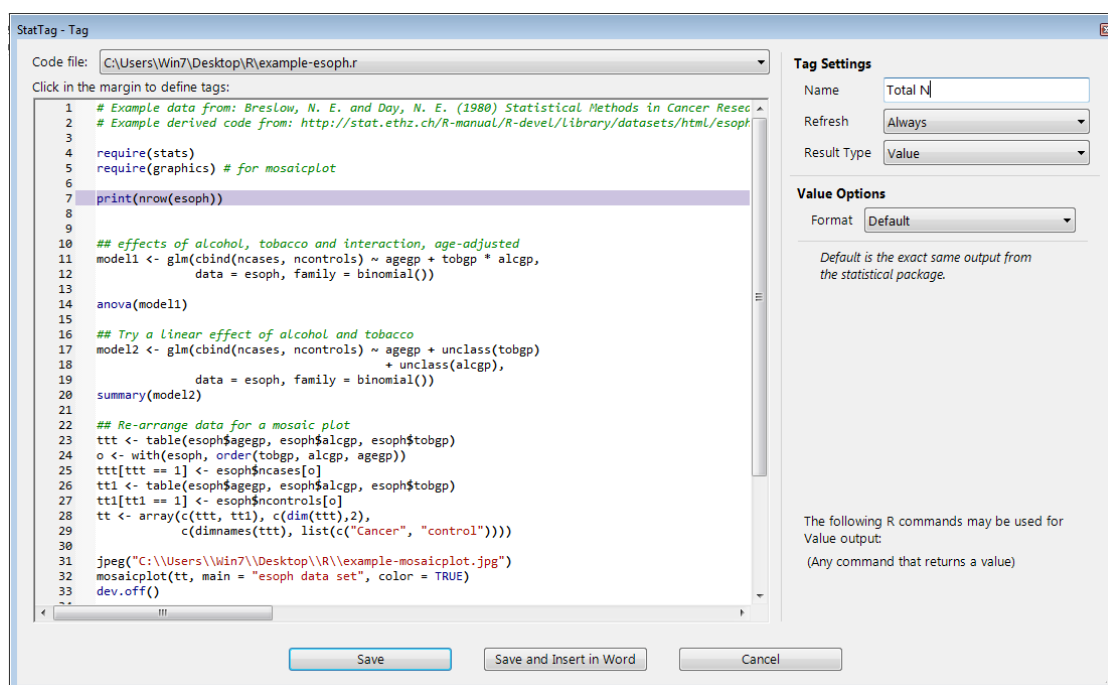 StatTag - Tag
Code file: C:\Users\Win7\Desktop\R\example-esoph.r
Click in the margin to define tags:
1 # Example data from: Breslow, N. E. and Day, N. E. (1980) Statistical Methods in Cancer Resea
2 # Example derived code from: http://stat.ethz.ch/R-manual/R-devel/library/datasets/html/esoph
3
4 require(stats)
5 require(graphics) # for mosaicplot
6
7 print(nrow(esoph))
8
9
10 ## effects of alcohol, tobacco and interaction, age-adjusted
11 model1 <- glm(cbind(ncases, ncontrols) ~ agegp + tobgp * alcgp,
12 data = esoph, family = binomial())
13
14 anova(model1)
15
16 ## Try a linear effect of alcohol and tobacco
17 model2 <- glm(cbind(ncases, ncontrols) ~ agegp + unclass(tobgp)
18 + unclass(alcgp),
19 data = esoph, family = binomial())
20 summary(model2)
21
22 ## Re-arrange data for a mosaic plot
23 ttt <- table(esoph$agegp, esoph$alcgp, esoph$tobgp)
24 o <- with(esoph, order(tobgp, alcgp, agegp))
25 ttt[ttt == 1] <- esoph$ncases[o]
26 tt1 <- table(esoph$agegp, esoph$alcgp, esoph$tobgp)
27 tt1[tt1 == 1] <- esoph$ncontrols[o]
28 tt <- array(c(ttt, tt1), c(dim(ttt),2),
29 c(dimnames(ttt), list(c("Cancer", "control"))))
30
31 jpeg("C:\\Users\\Win7\\Desktop\\R\\example-mosaicplot.jpg")
32 mosaicplot(tt, main = "esoph data set", color = TRUE)
33 dev.off()
Tag Settings
Name Total N
Refresh Always
Result Type Value
Value Options
Format Default
Default is the exact same output from
the statistical package.
The following R commands may be used for
Value output:
(Any command that returns a value)
Save
Save and Insert in Word
Cancel